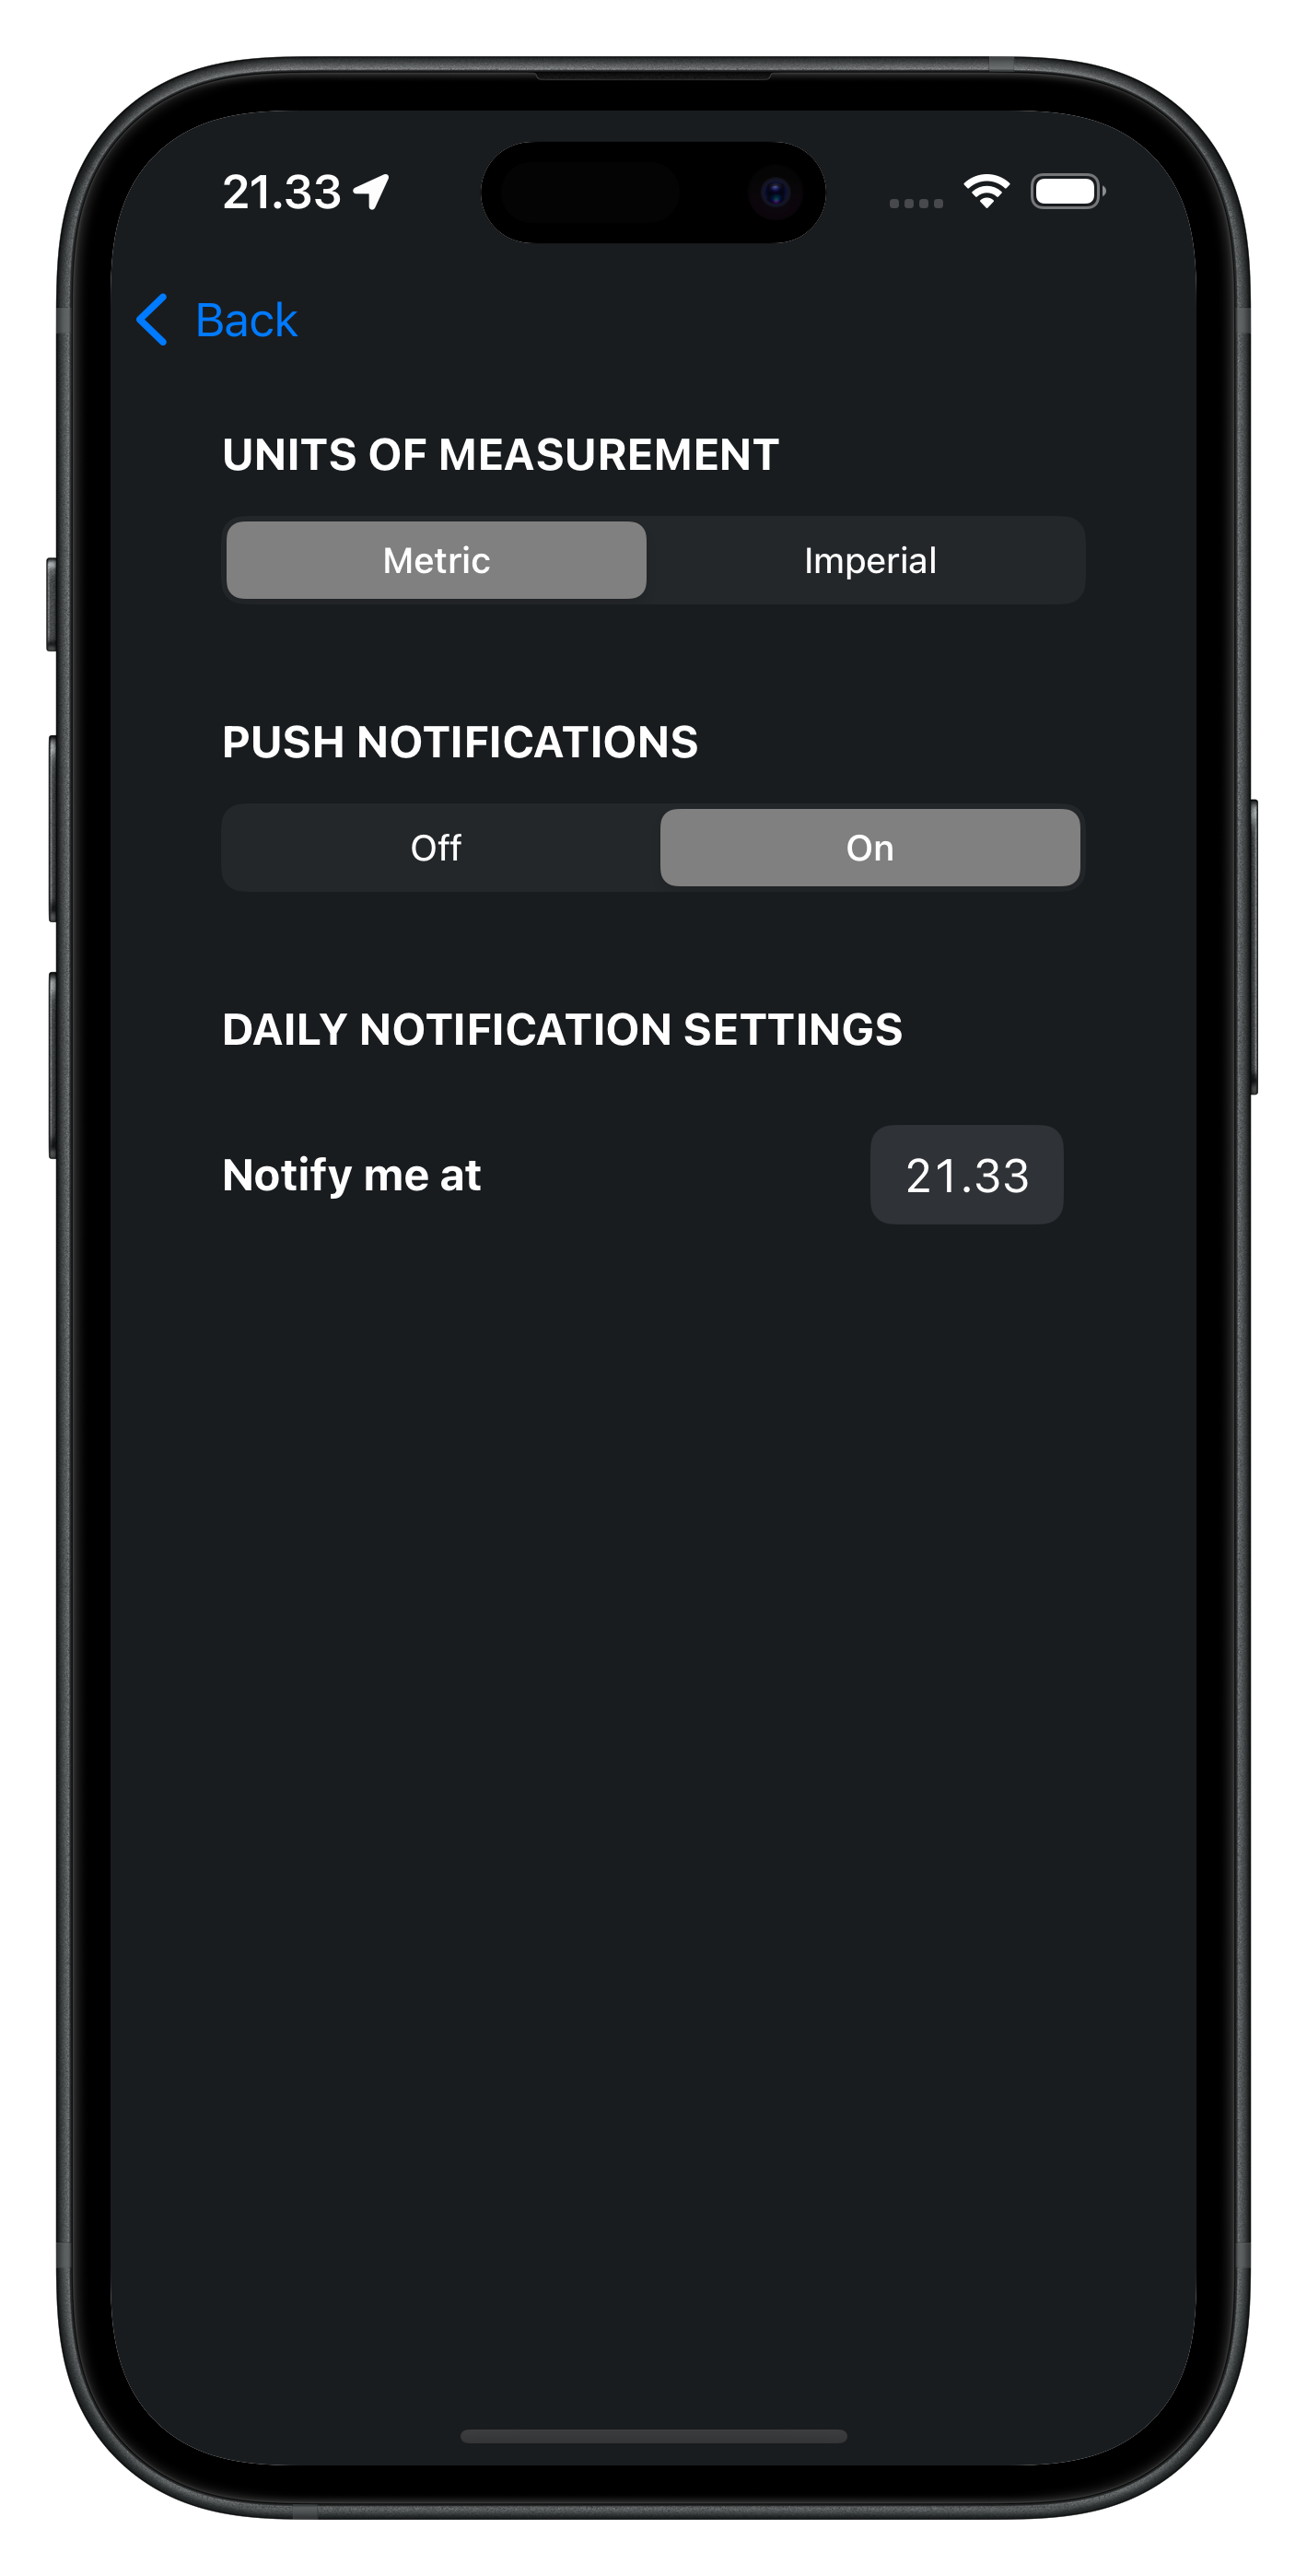 21.33
Back
UNITS OF MEASUREMENT
Metric Imperial
PUSH NOTIFICATIONS
Off On
DAILY NOTIFICATION SETTINGS
Notify me at 21.33